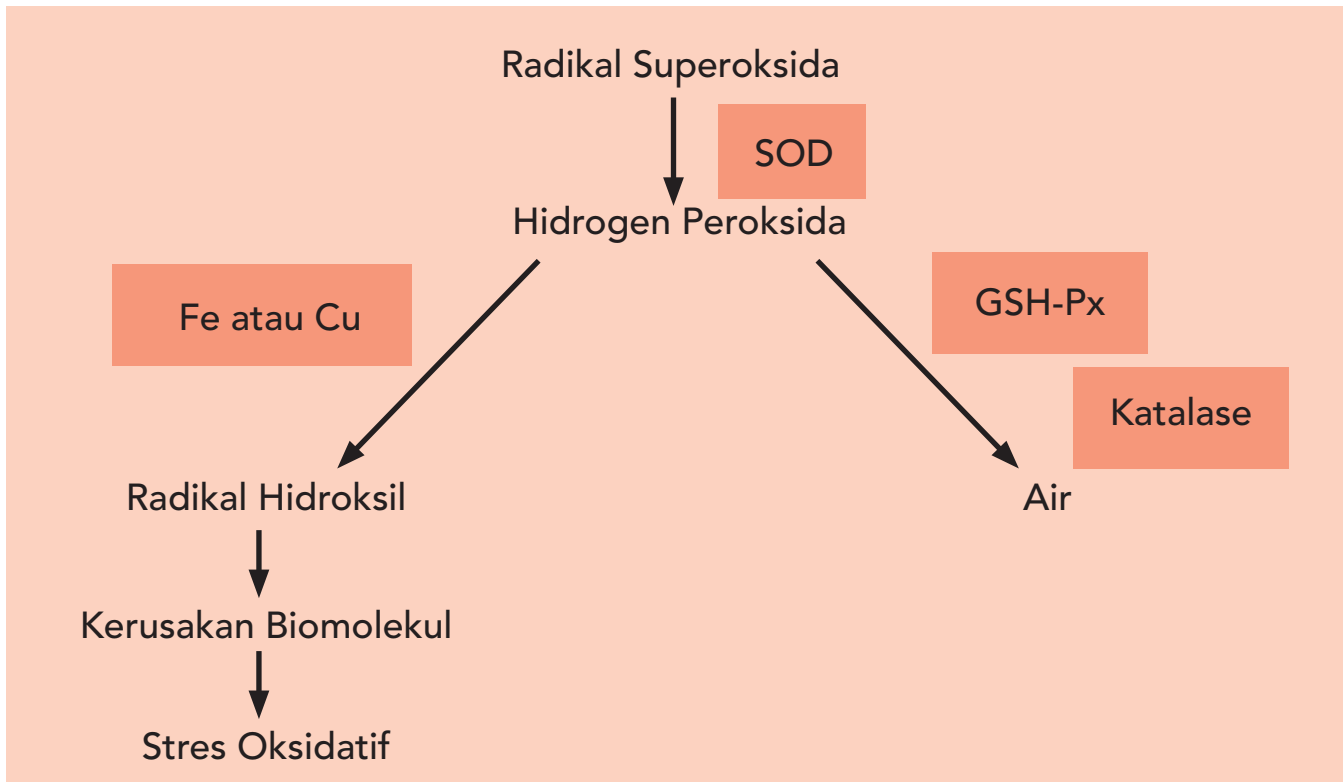 Radikal Superoksida
SOD
Hidrogen Peroksida
Fe atau Cu
GSH-Px
Katalase
Radikal Hidroksil
Air
Kerusakan Biomolekul
Stres Oksidatif